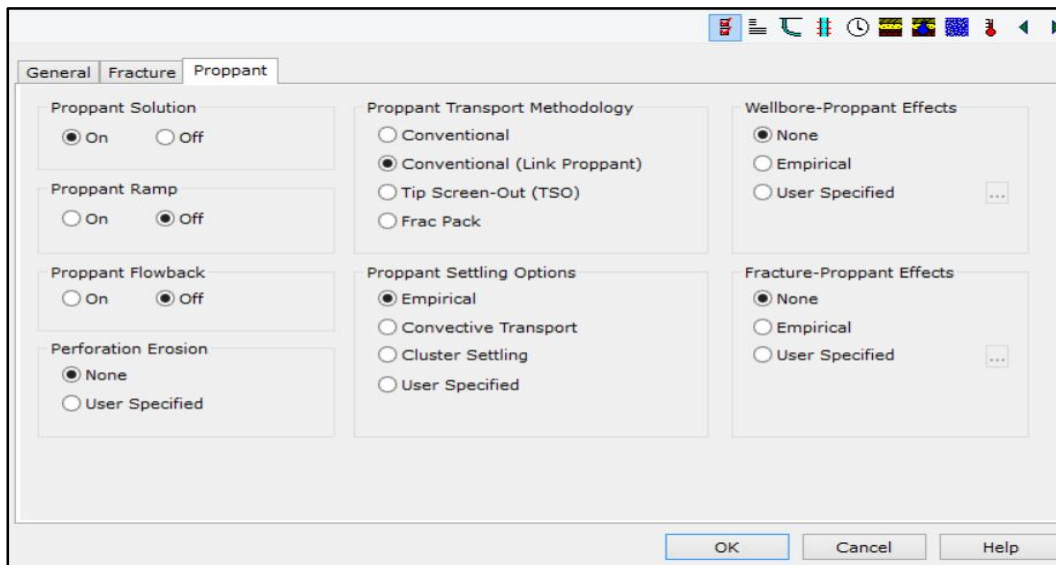 General Fracture Proppant
Proppant Solution
On Off
Proppant Ramp
On Off
Proppant Flowback
On Off
Perforation Erosion
None
User Specified
Proppant Transport Methodology
Conventional
Conventional (Link Proppant)
Tip Screen-Out (TSO)
Frac Pack
Proppant Settling Options
Empirical
Convective Transport
Cluster Settling
User Specified
Wellbore-Proppant Effects
None
Empirical
User Specified ...
Fracture-Proppant Effects
None
Empirical
User Specified ...
OK Cancel Help